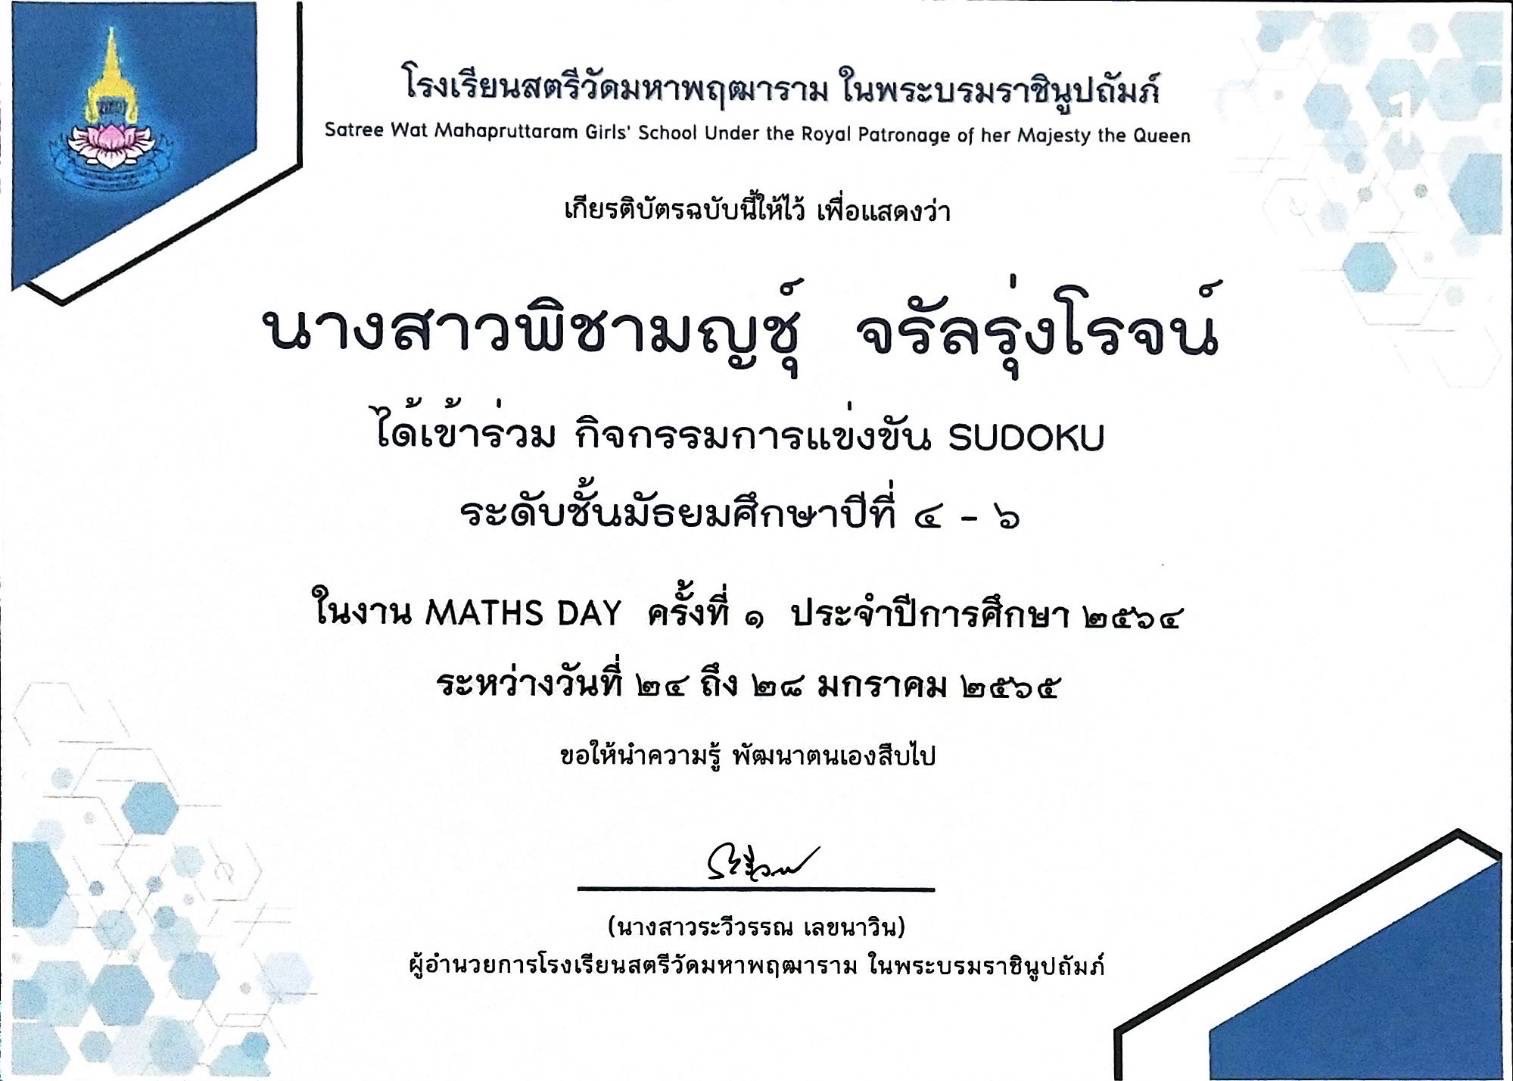 โรงเรียนสตรีวัดมหาพฤฒาราม ในพระบรมราชินูปถัมภ์
Satree Wat Mahapruttaram Girls' School Under the Royal Patronage of her Majesty the Queen
เกียรติบัตรฉบับนี้ให้ไว้ เพื่อแสดงว่า
นางสาวพิชามญชุ์ จรัลรุ่งโรจน์
ได้เข้าร่วม กิจกรรมการแข่งขัน SUDOKU
ระดับชั้นมัธยมศึกษาปีที่ ๔ - ๖
ในงาน MATHS DAY ครั้งที่ ๑ ประจำปีการศึกษา ๒๕๖๔
ระหว่างวันที่ ๒๔ ถึง ๒๘ มกราคม ๒๕๖๕
ขอให้นำความรู้ พัฒนาตนเองสืบไป
(นางสาวระวีวรรณ เลขนาวิน)
ผู้อำนวยการโรงเรียนสตรีวัดมหาพฤฒาราม ในพระบรมราชินูปถัมภ์